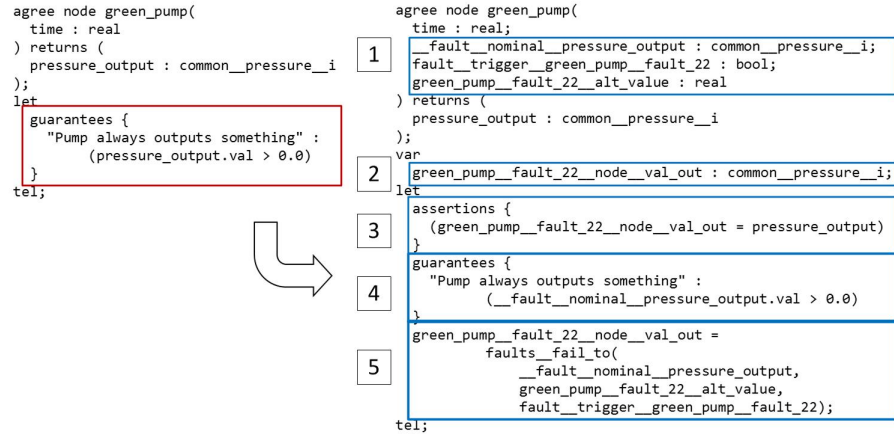 agree node green_pump(
time : real
) returns (
pressure_output : common__pressure__i
);
let
guarantees {
"Pump always outputs something" :
(pressure_output.val > 0.0)
}
tel;
agree node green_pump(
time : real;
1
__fault__nominal__pressure_output : common__pressure__i;
fault__trigger__green_pump__fault_22 : bool;
green_pump__fault_22__alt_value : real
) returns (
pressure_output : common__pressure__i
);
var
2
green_pump__fault_22__node__val_out : common__pressure__i;
let
3
assertions {
(green_pump__fault_22__node__val_out = pressure_output)
}
4
guarantees {
"Pump always outputs something" :
(__fault__nominal__pressure_output.val > 0.0)
}
5
green_pump__fault_22__node__val_out =
faults__fail_to(
__fault__nominal__pressure_output,
green_pump__fault_22__alt_value,
fault__trigger__green_pump__fault_22);
tel;